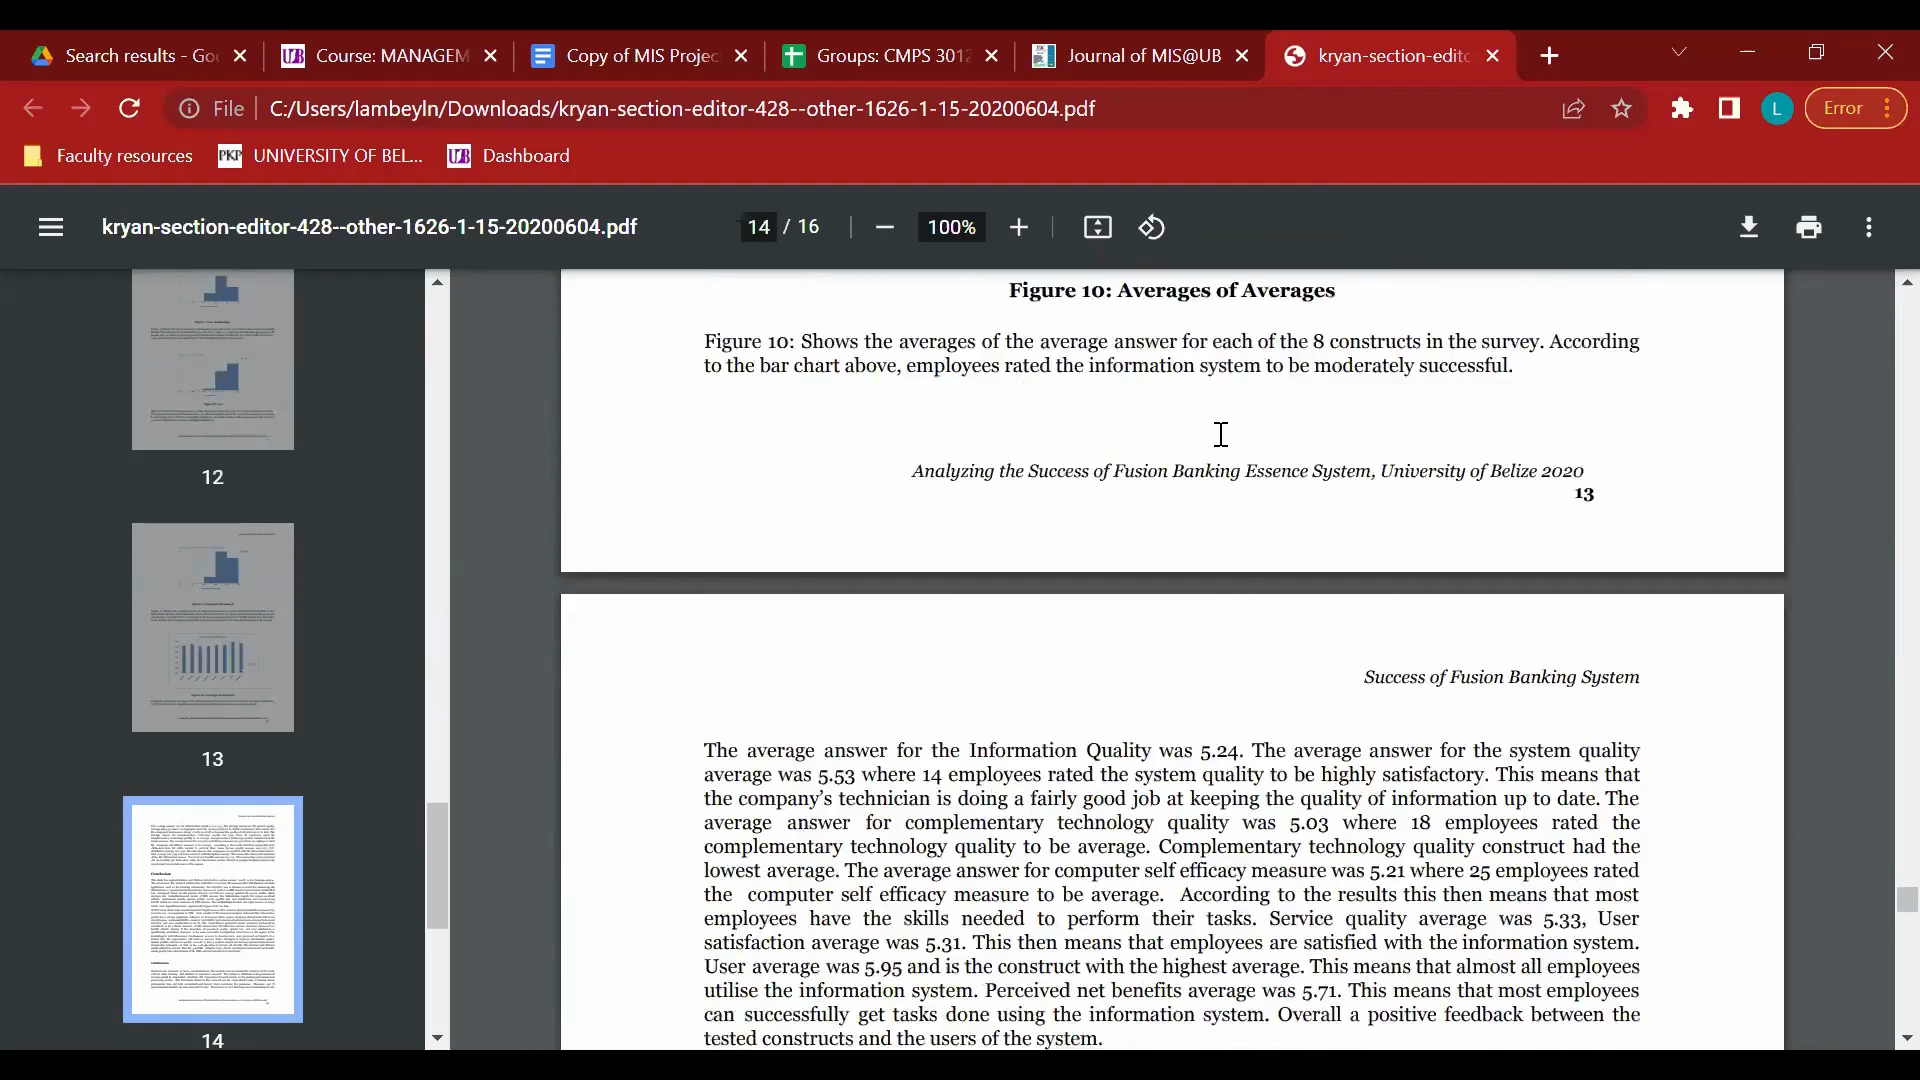 Search results - Goo
Course: MANAGEM
Copy of MIS Projec
Groups: CMPS 3012
Journal of MIS@UB
kryan-section-edito
File
C:/Users/lambeyln/Downloads/kryan-section-editor-428--other-1626-1-15-20200604.pdf
L
Error
Faculty resources
PKP
UNIVERSITY OF BEL...
UB
Dashboard
kryan-section-editor-428--other-1626-1-15-20200604.pdf
14 / 16
100%
12
13
14
Figure 10: Averages of Averages
Figure 10: Shows the averages of the average answer for each of the 8 constructs in the survey. According
to the bar chart above, employees rated the information system to be moderately successful.
Analyzing the Success of Fusion Banking Essence System, University of Belize 2020
13
Success of Fusion Banking System
The average answer for the Information Quality was 5.24. The average answer for the system quality
average was 5.53 where 14 employees rated the system quality to be highly satisfactory. This means that
the company's technician is doing a fairly good job at keeping the quality of information up to date. The
average answer for complementary technology quality was 5.03 where 18 employees rated the
complementary technology quality to be average. Complementary technology quality construct had the
lowest average. The average answer for computer self efficacy measure was 5.21 where 25 employees rated
the computer self efficacy measure to be average. According to the results this then means that most
employees have the skills needed to perform their tasks. Service quality average was 5.33, User
satisfaction average was 5.31. This then means that employees are satisfied with the information system.
User average was 5.95 and is the construct with the highest average. This means that almost all employees
utilise the information system. Perceived net benefits average was 5.71. This means that most employees
can successfully get tasks done using the information system. Overall a positive feedback between the
tested constructs and the users of the system.